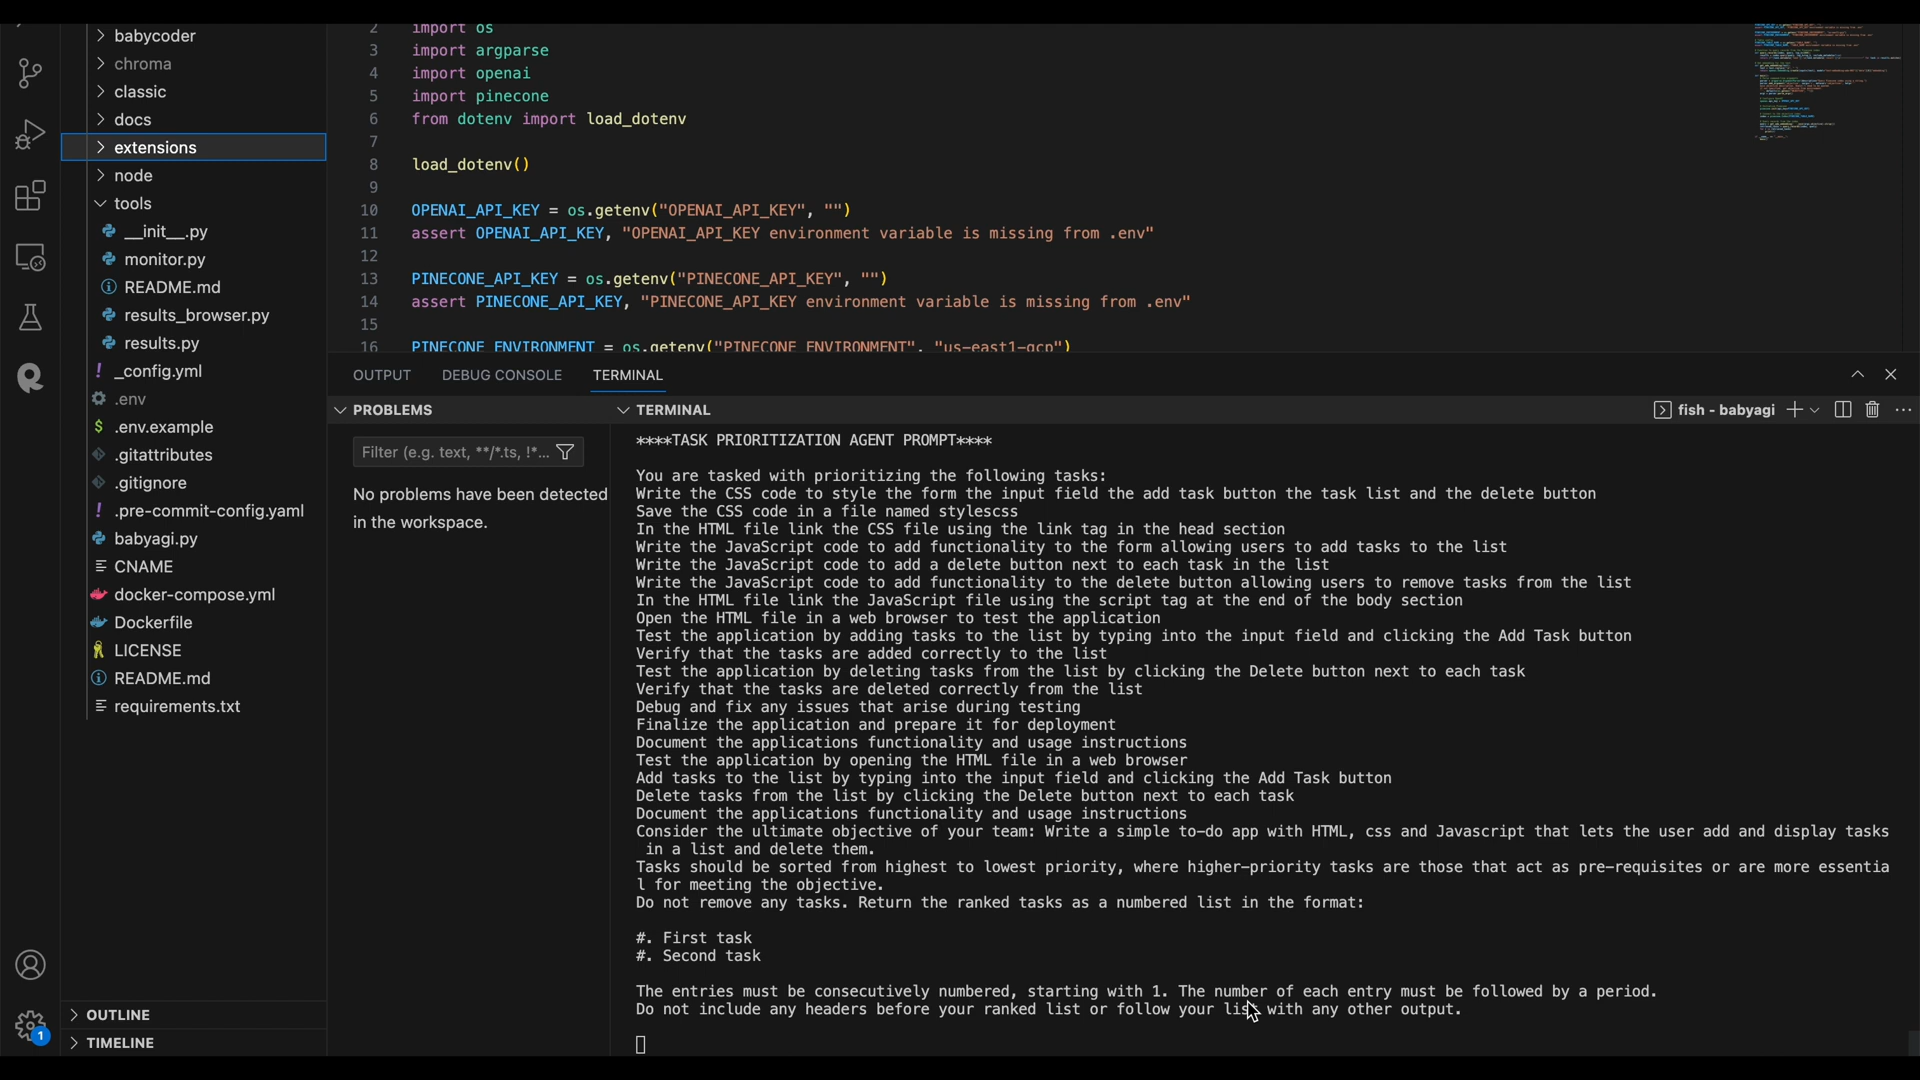 babycoder
chroma
classic
docs
extensions
node
tools
__init__.py
monitor.py
README.md
results_browser.py
results.py
_config.yml
.env
.env.example
.gitattributes
.gitignore
.pre-commit-config.yaml
babyagi.py
CNAME
docker-compose.yml
Dockerfile
LICENSE
README.md
requirements.txt
OUTLINE
TIMELINE
1
2 import os
3 import argparse
4 import openai
5 import pinecone
6 from dotenv import load_dotenv
7
8 load_dotenv()
9
10 OPENAI_API_KEY = os.getenv("OPENAI_API_KEY", "")
11 assert OPENAI_API_KEY, "OPENAI_API_KEY environment variable is missing from .env"
12
13 PINECONE_API_KEY = os.getenv("PINECONE_API_KEY", "")
14 assert PINECONE_API_KEY, "PINECONE_API_KEY environment variable is missing from .env"
15
16 PINECONE_ENVIRONMENT = os.getenv("PINECONE_ENVIRONMENT", "us-east1-gcp")
OUTPUT DEBUG CONSOLE TERMINAL
PROBLEMS
Filter (e.g. text, **/*.ts, !*...
No problems have been detected
in the workspace.
TERMINAL
fish - babyagi
****TASK PRIORITIZATION AGENT PROMPT****
You are tasked with prioritizing the following tasks:
Write the CSS code to style the form the input field the add task button the task list and the delete button
Save the CSS code in a file named stylescss
In the HTML file link the CSS file using the link tag in the head section
Write the JavaScript code to add functionality to the form allowing users to add tasks to the list
Write the JavaScript code to add a delete button next to each task in the list
Write the JavaScript code to add functionality to the delete button allowing users to remove tasks from the list
In the HTML file link the JavaScript file using the script tag at the end of the body section
Open the HTML file in a web browser to test the application
Test the application by adding tasks to the list by typing into the input field and clicking the Add Task button
Verify that the tasks are added correctly to the list
Test the application by deleting tasks from the list by clicking the Delete button next to each task
Verify that the tasks are deleted correctly from the list
Debug and fix any issues that arise during testing
Finalize the application and prepare it for deployment
Document the applications functionality and usage instructions
Test the application by opening the HTML file in a web browser
Add tasks to the list by typing into the input field and clicking the Add Task button
Delete tasks from the list by clicking the Delete button next to each task
Document the applications functionality and usage instructions
Consider the ultimate objective of your team: Write a simple to-do app with HTML, css and Javascript that lets the user add and display tasks
in a list and delete them.
Tasks should be sorted from highest to lowest priority, where higher-priority tasks are those that act as pre-requisites or are more essentia
l for meeting the objective.
Do not remove any tasks. Return the ranked tasks as a numbered list in the format:
#. First task
#. Second task
The entries must be consecutively numbered, starting with 1. The number of each entry must be followed by a period.
Do not include any headers before your ranked list or follow your list with any other output.